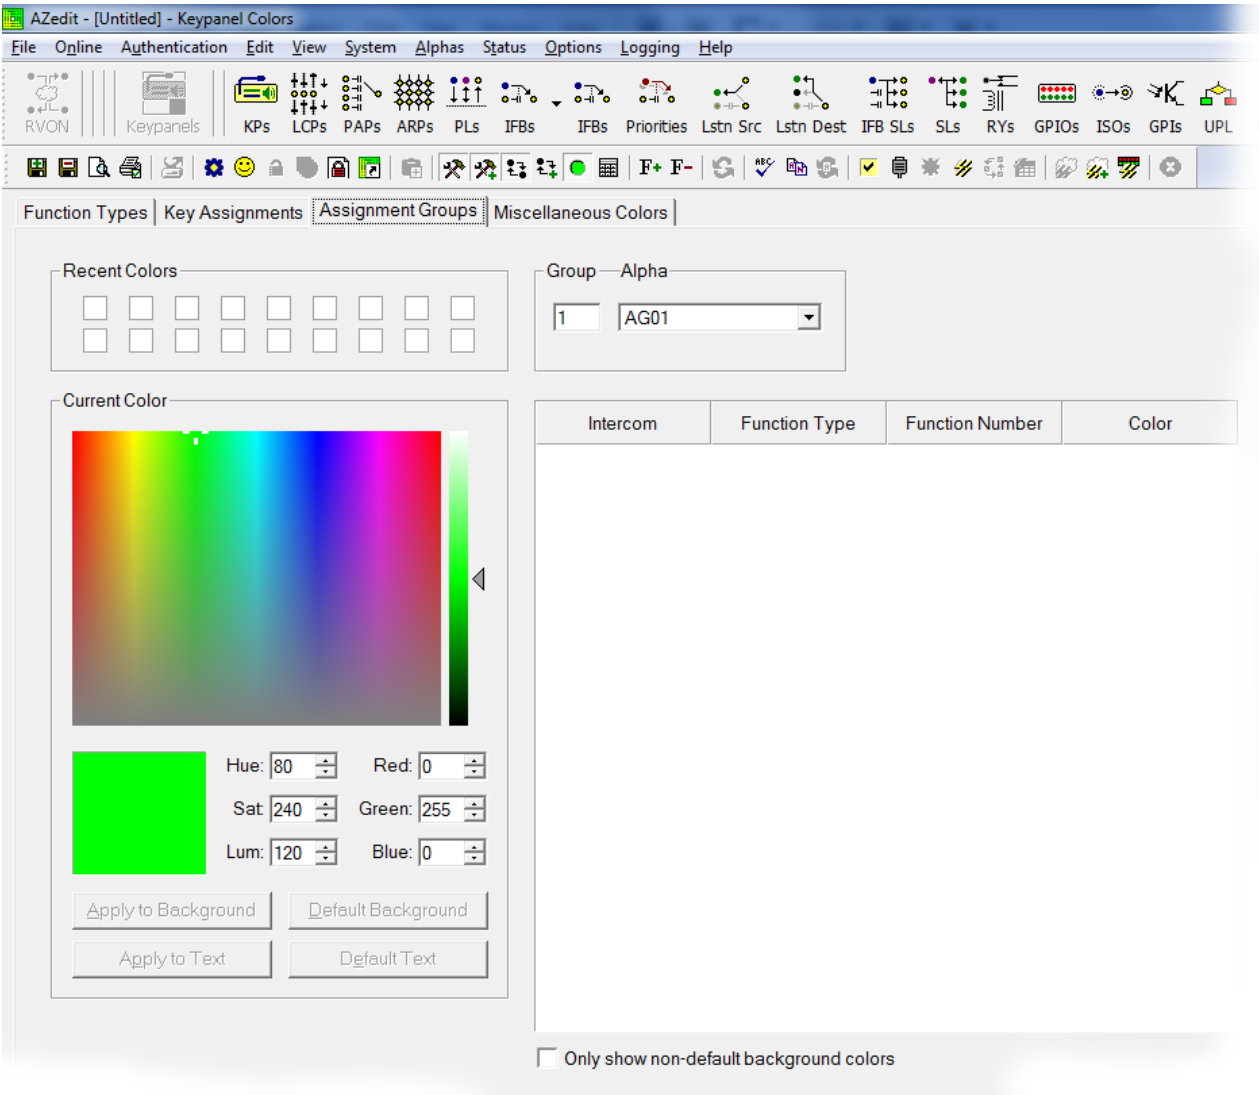 AZedit - [Untitled] - Keypanel Colors
File Online Authentication Edit View System Alphas Status Options Logging Help
RVON Keypanels KPs LCPs PAPs ARPs PLs IFBs IFBs Priorities Lstn Src Lstn Dest IFB SLs SLs RYs GPIOs ISOs GPIs UPL
F+ F- ABC
Function Types Key Assignments Assignment Groups Miscellaneous Colors
Recent Colors
Group Alpha
1 AG01
Current Color
Intercom Function Type Function Number Color
Hue: 80 Red: 0
Sat: 240 Green: 255
Lum: 120 Blue: 0
Apply to Background Default Background
Apply to Text Default Text
Only show non-default background colors